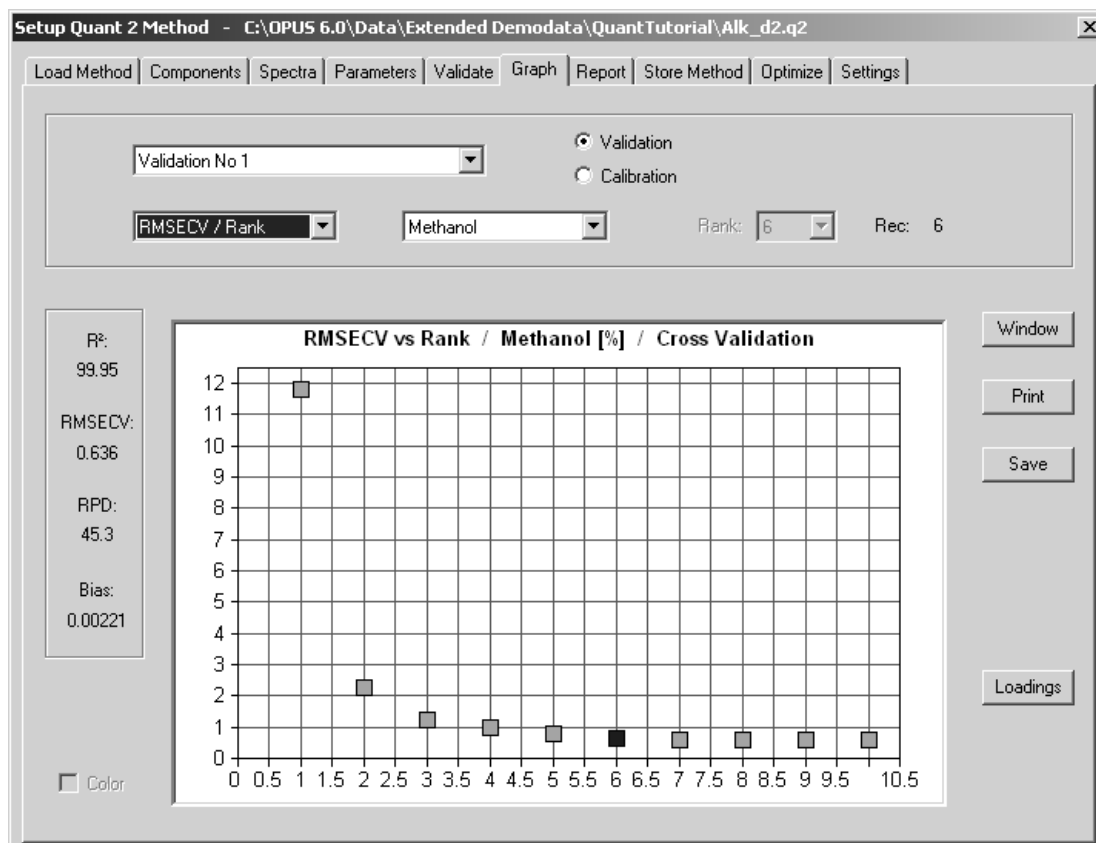 Setup Quant 2 Method - C:\OPUS 6.0\Data\Extended Demodata\QuantTutorial\Alk_d2.q2
Load Method Components Spectra Parameters Validate Graph Report Store Method Optimize Settings
Validation No 1
Validation
Calibration
RMSECV / Rank
Methanol
Rank: 6
Rec: 6
R²:
99.95
RMSECV:
0.636
RPD:
45.3
Bias:
0.00221
Color
RMSECV vs Rank / Methanol [%] / Cross Validation
12
11
10
9
8
7
6
5
4
3
2
1
0
0 0.5 1 1.5 2 2.5 3 3.5 4 4.5 5 5.5 6 6.5 7 7.5 8 8.5 9 9.5 10.5
Window
Print
Save
Loadings